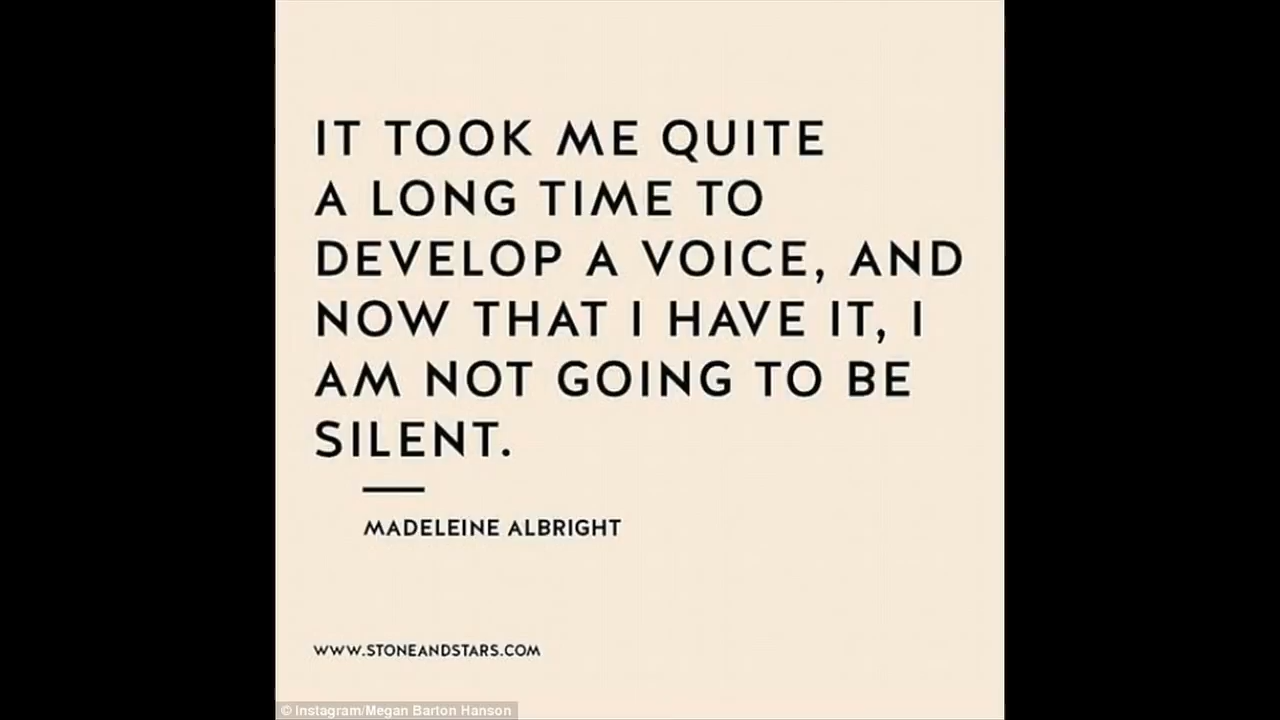 IT TOOK ME QUITE
A LONG TIME TO
DEVELOP A VOICE, AND
NOW THAT I HAVE IT, I
AM NOT GOING TO BE
SILENT.
MADELEINE ALBRIGHT
WWW.STONEANDSTARS.COM
© Instagram/Megan Barton Hanson